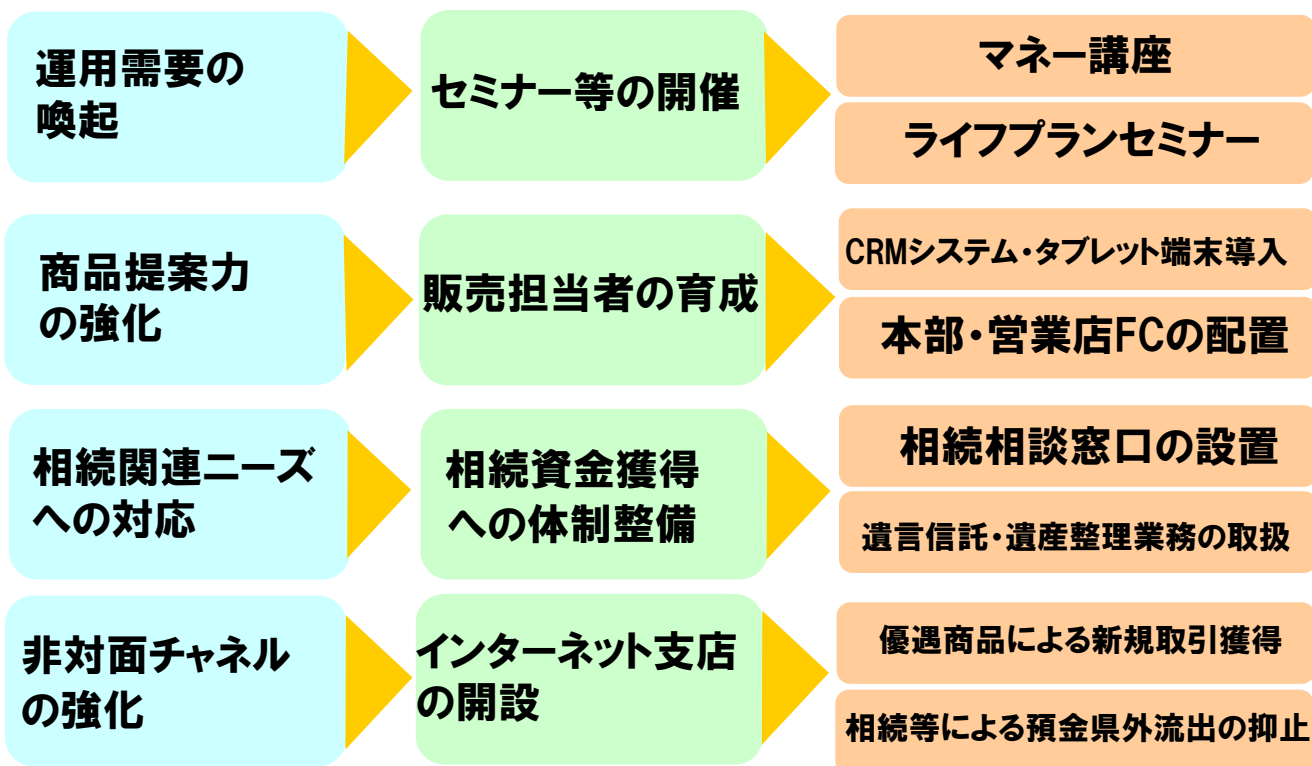 運用需要の
喚起
セミナー等の開催
マネー講座
ライフプランセミナー
商品提案力
の強化
販売担当者の育成
CRMシステム・タブレット端末導入
本部・営業店FCの配置
相続関連ニーズ
への対応
相続資金獲得
への体制整備
相続相談窓口の設置
遺言信託・遺産整理業務の取扱
非対面チャネル
の強化
インターネット支店
の開設
優遇商品による新規取引獲得
相続等による預金県外流出の抑止